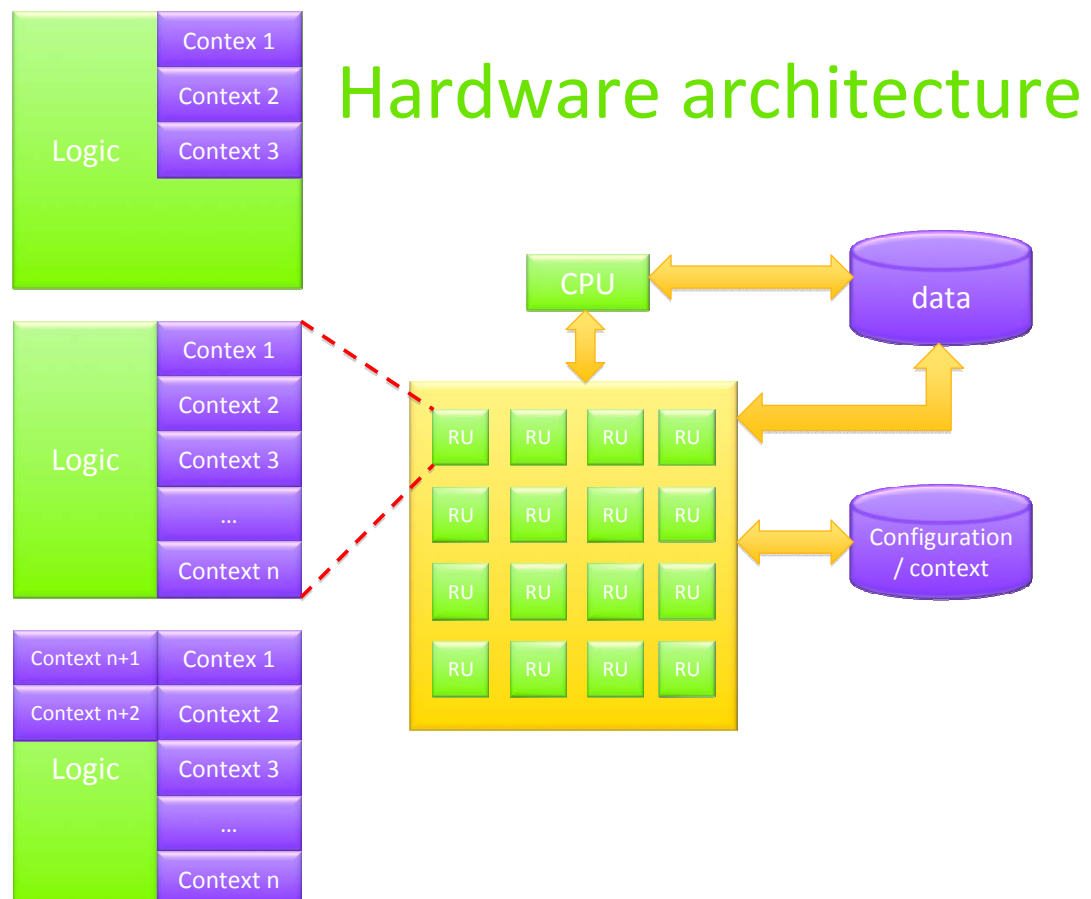 Hardware architecture
Logic
Contex 1
Context 2
Context 3
Logic
Contex 1
Context 2
Context 3
...
Context n
Context n+1
Context n+2
Logic
Contex 1
Context 2
Context 3
...
Context n
CPU
data
RU RU RU RU
RU RU RU RU
RU RU RU RU
RU RU RU RU
Configuration
/ context